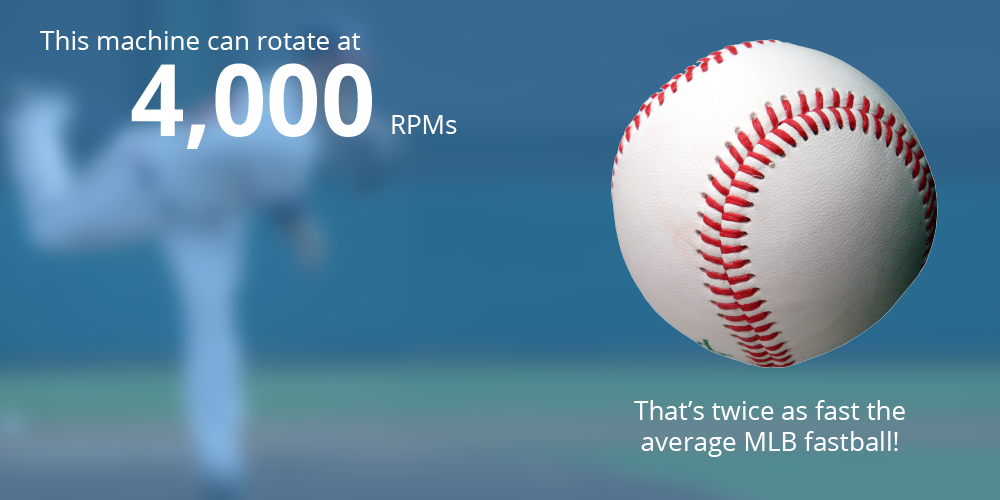 This machine can rotate at
4,000 RPMs
That’s twice as fast the
average MLB fastball!